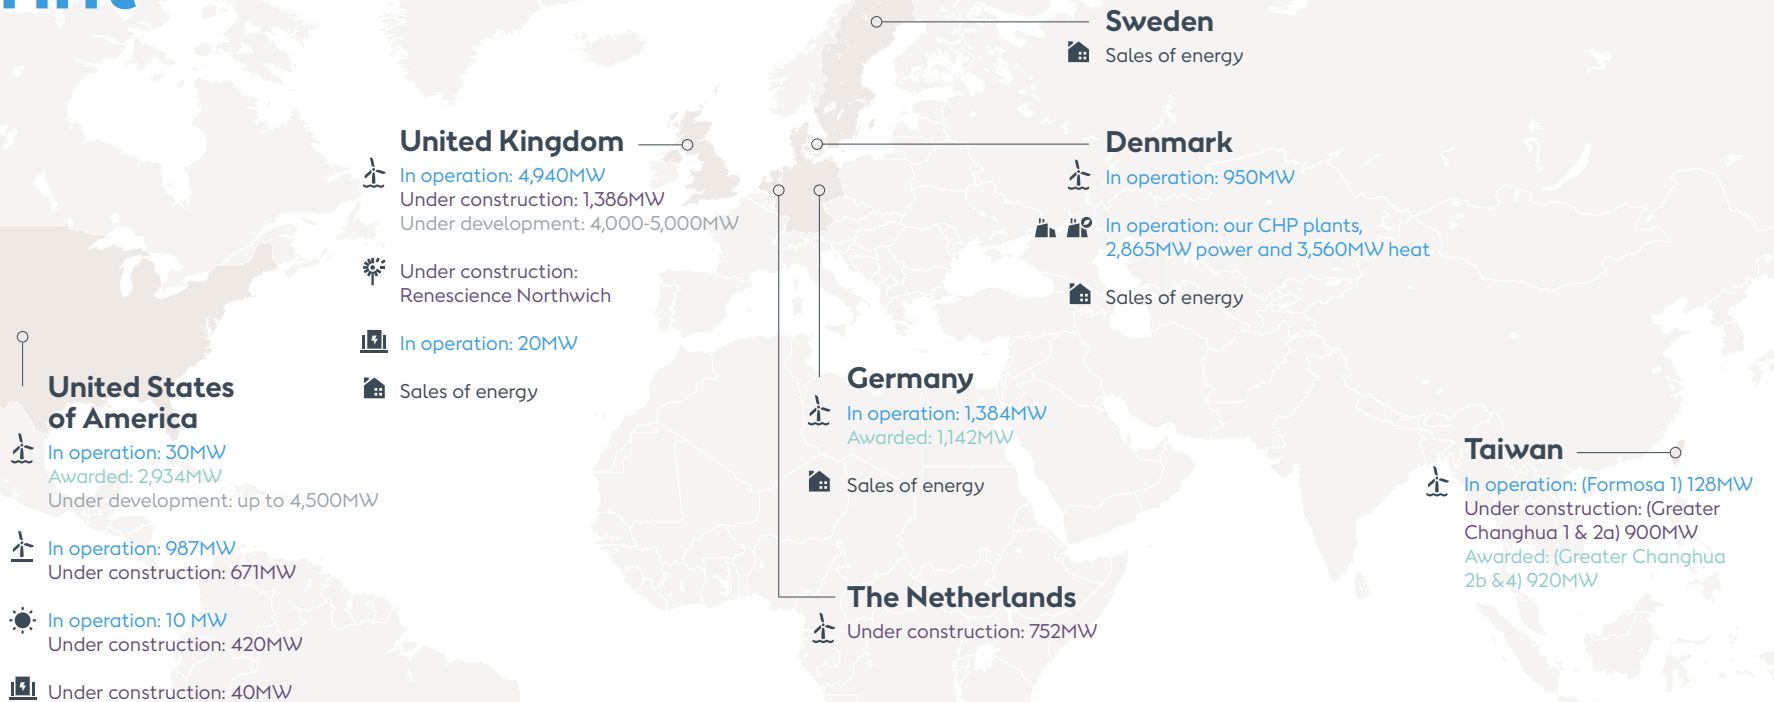 Sweden
Sales of energy
United Kingdom
In operation: 4,940MW
Under construction: 1,386MW
Under development: 4,000-5,000MW
Under construction:
Renescience Northwich
In operation: 20MW
Sales of energy
Denmark
In operation: 950MW
In operation: our CHP plants,
2,865MW power and 3,560MW heat
Sales of energy
United States
of America
In operation: 30MW
Awarded: 2,934MW
Under development: up to 4,500MW
In operation: 987MW
Under construction: 671MW
In operation: 10 MW
Under construction: 420MW
Under construction: 40MW
Germany
In operation: 1,384MW
Awarded: 1,142MW
Sales of energy
The Netherlands
Under construction: 752MW
Taiwan
In operation: (Formosa 1) 128MW
Under construction: (Greater
Changhua 1 & 2a) 900MW
Awarded: (Greater Changhua
2b &4) 920MW